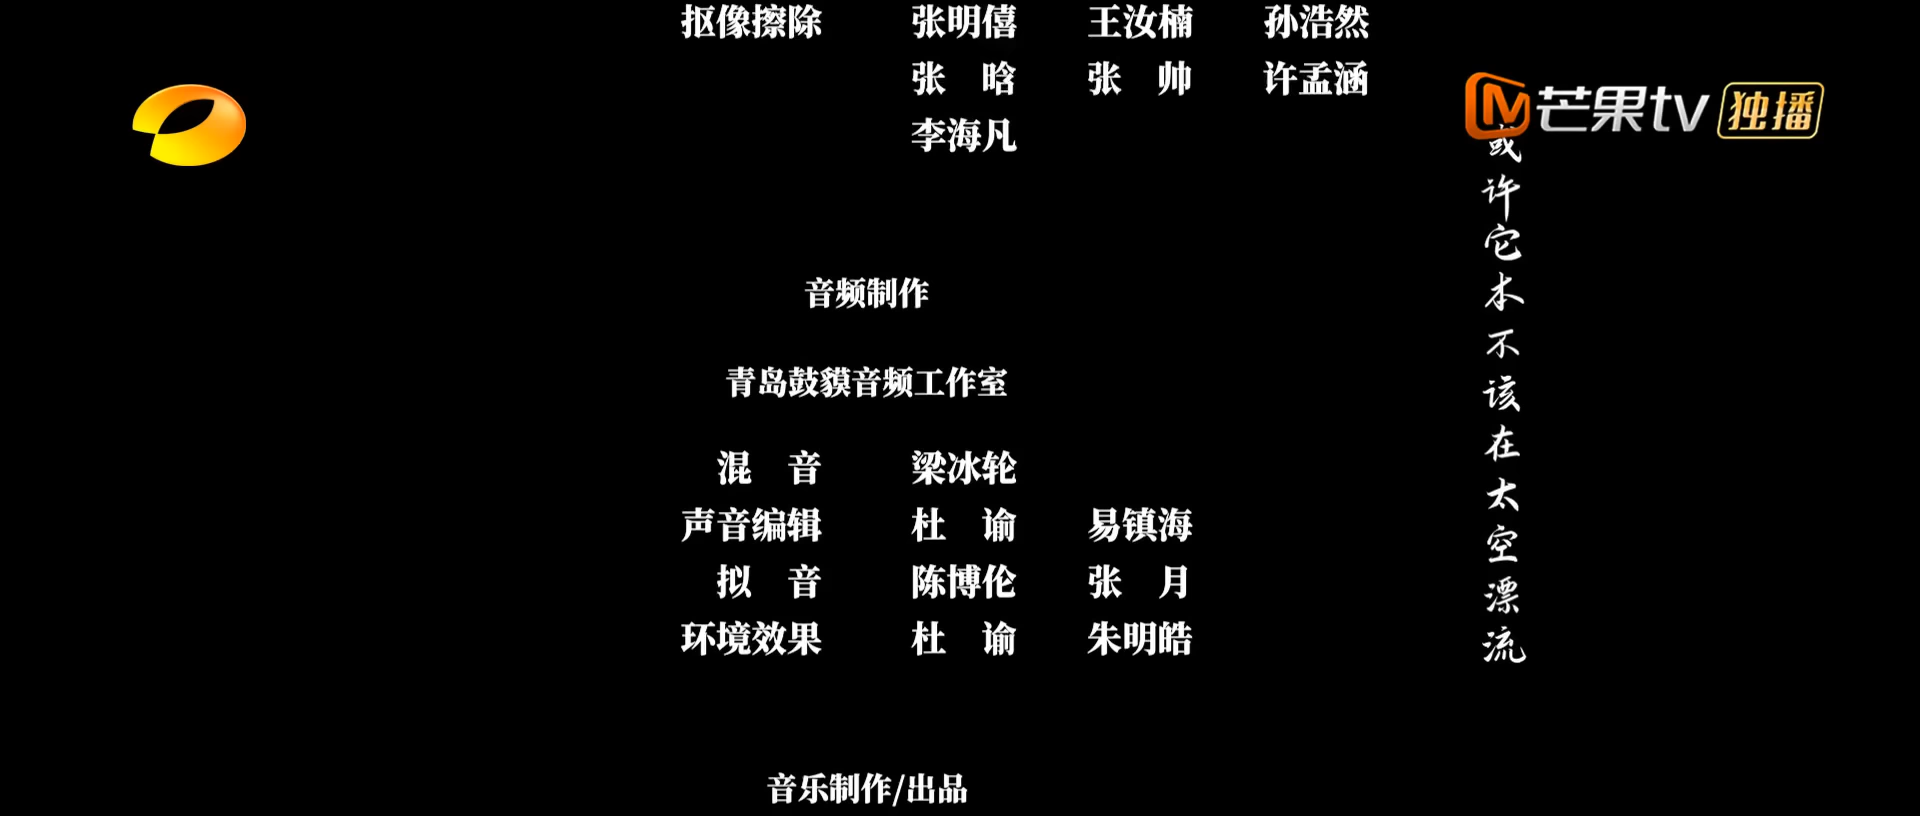 抠像擦除 张明僖 王汝楠 孙浩然
张 晗 张 帅 许孟涵
李海凡
芒果tv 独播
音频制作
青岛鼓貘音频工作室
混 音 梁冰轮
声音编辑 杜 谕 易镇海
拟 音 陈博伦 张 月
环境效果 杜 谕 朱明皓
音乐制作/出品
或许它本不该在太空漂流